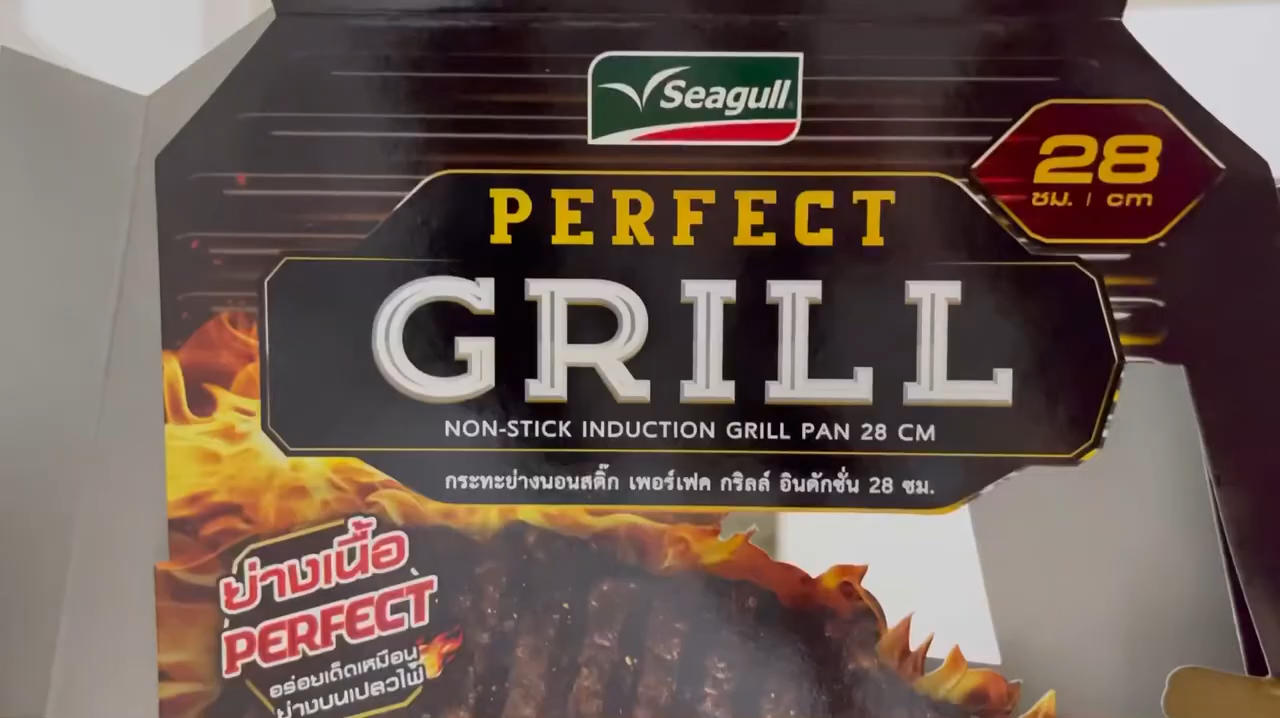 Seagull
28
ซม. | cm
PERFECT
GRILL
NON-STICK INDUCTION GRILL PAN 28 CM
กระทะย่างนอนสติ๊ก เพอร์เฟค กริลล์ อินดักชั่น 28 ซม.
ย่างเนื้อ
PERFECT
อร่อยเด็ดเหมือน
ย่างบนเปลวไฟ